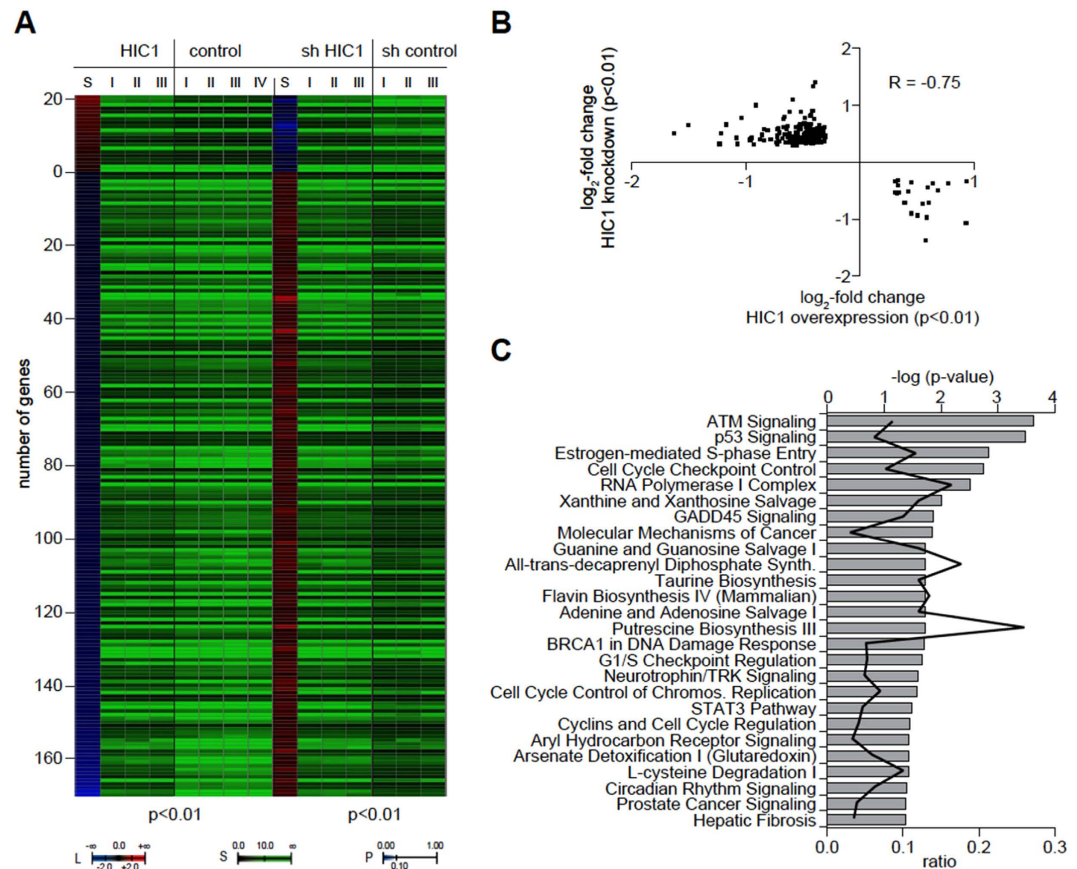 A
HIC1 control sh HIC1 sh control
S I II III I II III IV S I II III I II III
20
0
20
40
60
80
100
120
140
160
number of genes
p<0.01 p<0.01
L -∞ 0.0 +∞ -2.0 +2.0
S 0.0 10.0 ∞
P 0.00 1.00 0.10
B
log2-fold change
HIC1 knockdown (p<0.01)
2
1
-1
-2
-2 -1 1
R = -0.75
log2-fold change
HIC1 overexpression (p<0.01)
C
-log (p-value)
0 1 2 3 4
ATM Signaling
p53 Signaling
Estrogen-mediated S-phase Entry
Cell Cycle Checkpoint Control
RNA Polymerase I Complex
Xanthine and Xanthosine Salvage
GADD45 Signaling
Molecular Mechanisms of Cancer
Guanine and Guanosine Salvage I
All-trans-decaprenyl Diphosphate Synth.
Taurine Biosynthesis
Flavin Biosynthesis IV (Mammalian)
Adenine and Adenosine Salvage I
Putrescine Biosynthesis III
BRCA1 in DNA Damage Response
G1/S Checkpoint Regulation
Neurotrophin/TRK Signaling
Cell Cycle Control of Chromos. Replication
STAT3 Pathway
Cyclins and Cell Cycle Regulation
Aryl Hydrocarbon Receptor Signaling
Arsenate Detoxification I (Glutaredoxin)
L-cysteine Degradation I
Circadian Rhythm Signaling
Prostate Cancer Signaling
Hepatic Fibrosis
0 0.1 0.2 0.3
ratio